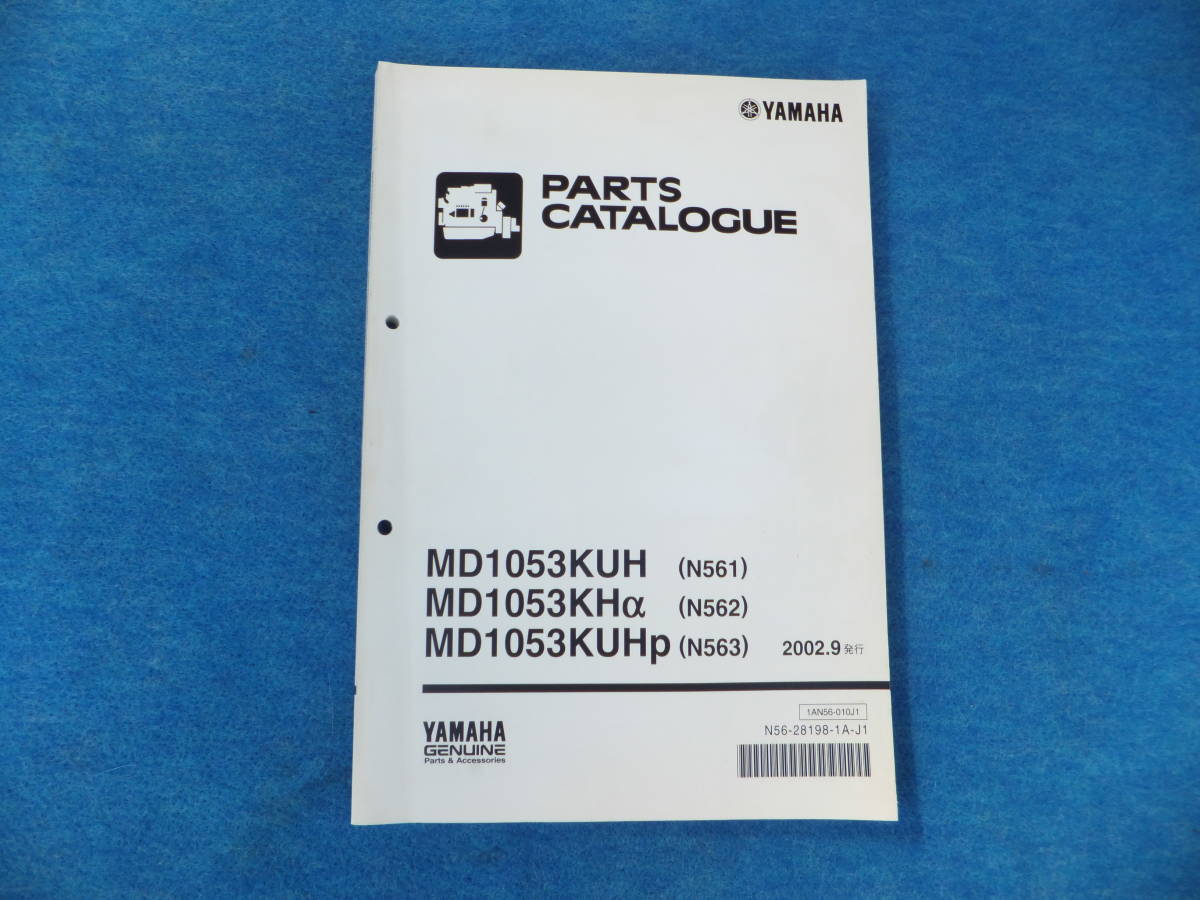 YAMAHA
PARTS
CATALOGUE
MD1053KUH (N561)
MD1053KHα (N562)
MD1053KUHp (N563) 2002.9 発行
1AN56-010J1
N56-28198-1A-J1
YAMAHA
GENUINE
Parts & Accessories